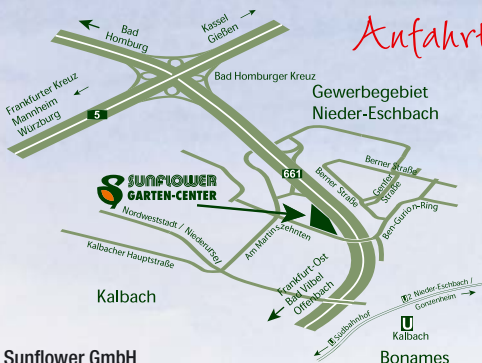 Anfahrt
Bad
Homburg
Kassel
Gießen
Bad Homburger Kreuz
Frankfurter Kreuz
Mannheim
Würzburg
5
Gewerbegebiet
Nieder-Eschbach
661
Berner Straße
Berner Straße
Genfer
Straße
Ben-Gurion-Ring
SUNFLOWER
GARTEN-CENTER
Nordweststadt / Niederursel
Am Martinszehnten
Kalbacher Hauptstraße
Kalbach
Frankfurt-Ost
Bad Vilbel
Offenbach
U2 Nieder-Eschbach /
Gonzenheim
U
Kalbach
U Südbahnhof
Bonames
Sunflower GmbH